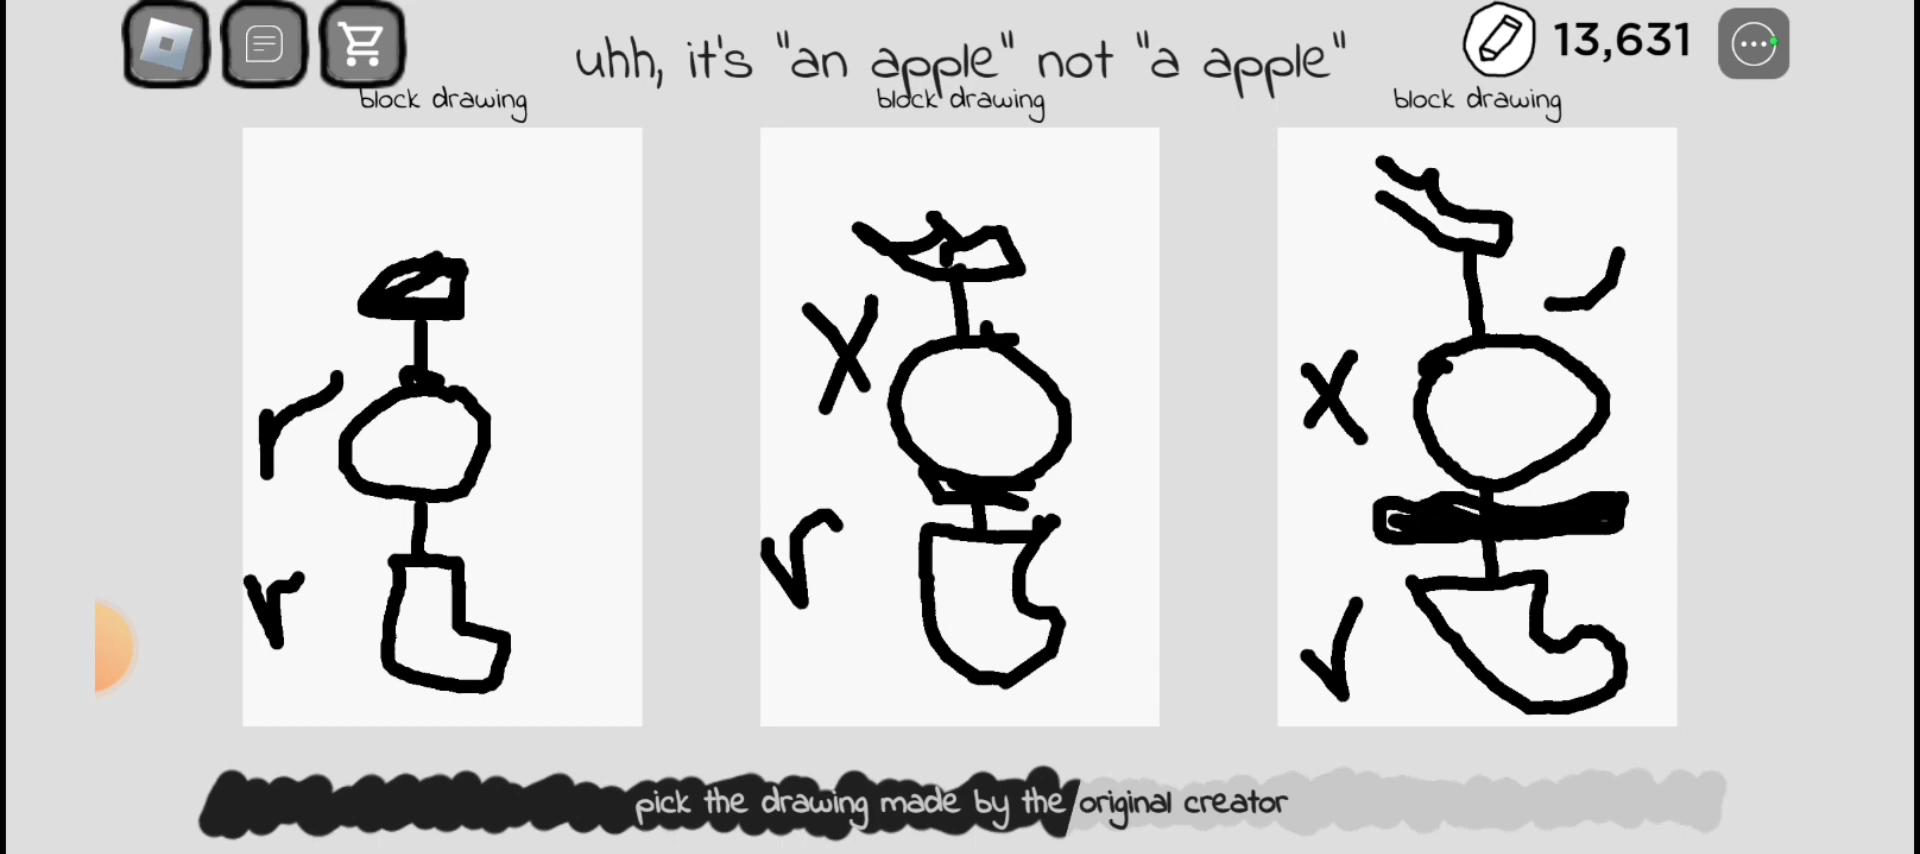 uhh, it's "an apple" not "a apple"
13,631
block drawing
block drawing
block drawing
pick the drawing made by the original creator